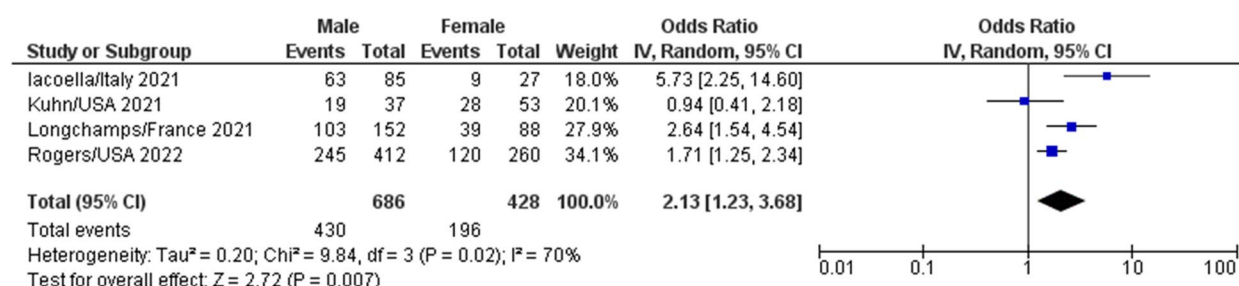 Male Female Odds Ratio Odds Ratio
Study or Subgroup Events Total Events Total Weight IV, Random, 95% CI IV, Random, 95% CI
Iacoella/Italy 2021 63 85 9 27 18.0% 5.73 [2.25, 14.60]
Kuhn/USA 2021 19 37 28 53 20.1% 0.94 [0.41, 2.18]
Longchamps/France 2021 103 152 39 88 27.9% 2.64 [1.54, 4.54]
Rogers/USA 2022 245 412 120 260 34.1% 1.71 [1.25, 2.34]
Total (95% CI) 686 428 100.0% 2.13 [1.23, 3.68]
Total events 430 196
Heterogeneity: Tau² = 0.20; Chi² = 9.84, df = 3 (P = 0.02); I² = 70%
Test for overall effect: Z = 2.72 (P = 0.007)
0.01 0.1 1 10 100